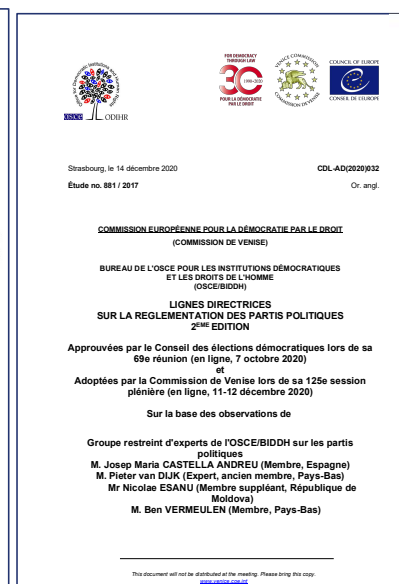 Office for Democratic Institutions and Human Rights
osce ODIHR
FOR DEMOCRACY
THROUGH LAW
30
1990-2020
POUR LA DÉMOCRATIE
PAR LE DROIT
VENICE COMMISSION
COMMISSION DE VENISE
COUNCIL OF EUROPE
CONSEIL DE L'EUROPE
Strasbourg, le 14 décembre 2020
CDL-AD(2020)032
Étude no. 881 / 2017
Or. angl.
COMMISSION EUROPÉENNE POUR LA DÉMOCRATIE PAR LE DROIT
(COMMISSION DE VENISE)
BUREAU DE L'OSCE POUR LES INSTITUTIONS DÉMOCRATIQUES
ET LES DROITS DE L'HOMME
(OSCE/BIDDH)
LIGNES DIRECTRICES
SUR LA REGLEMENTATION DES PARTIS POLITIQUES
2EME EDITION
Approuvées par le Conseil des élections démocratiques lors de sa
69e réunion (en ligne, 7 octobre 2020)
et
Adoptées par la Commission de Venise lors de sa 125e session
plénière (en ligne, 11-12 décembre 2020)
Sur la base des observations de
Groupe restreint d'experts de l'OSCE/BIDDH sur les partis
politiques
M. Josep Maria CASTELLA ANDREU (Membre, Espagne)
M. Pieter van DIJK (Expert, ancien membre, Pays-Bas)
Mr Nicolae ESANU (Membre suppléant, République de
Moldova)
M. Ben VERMEULEN (Membre, Pays-Bas)
This document will not be distributed at the meeting. Please bring this copy.
www.venice.coe.int